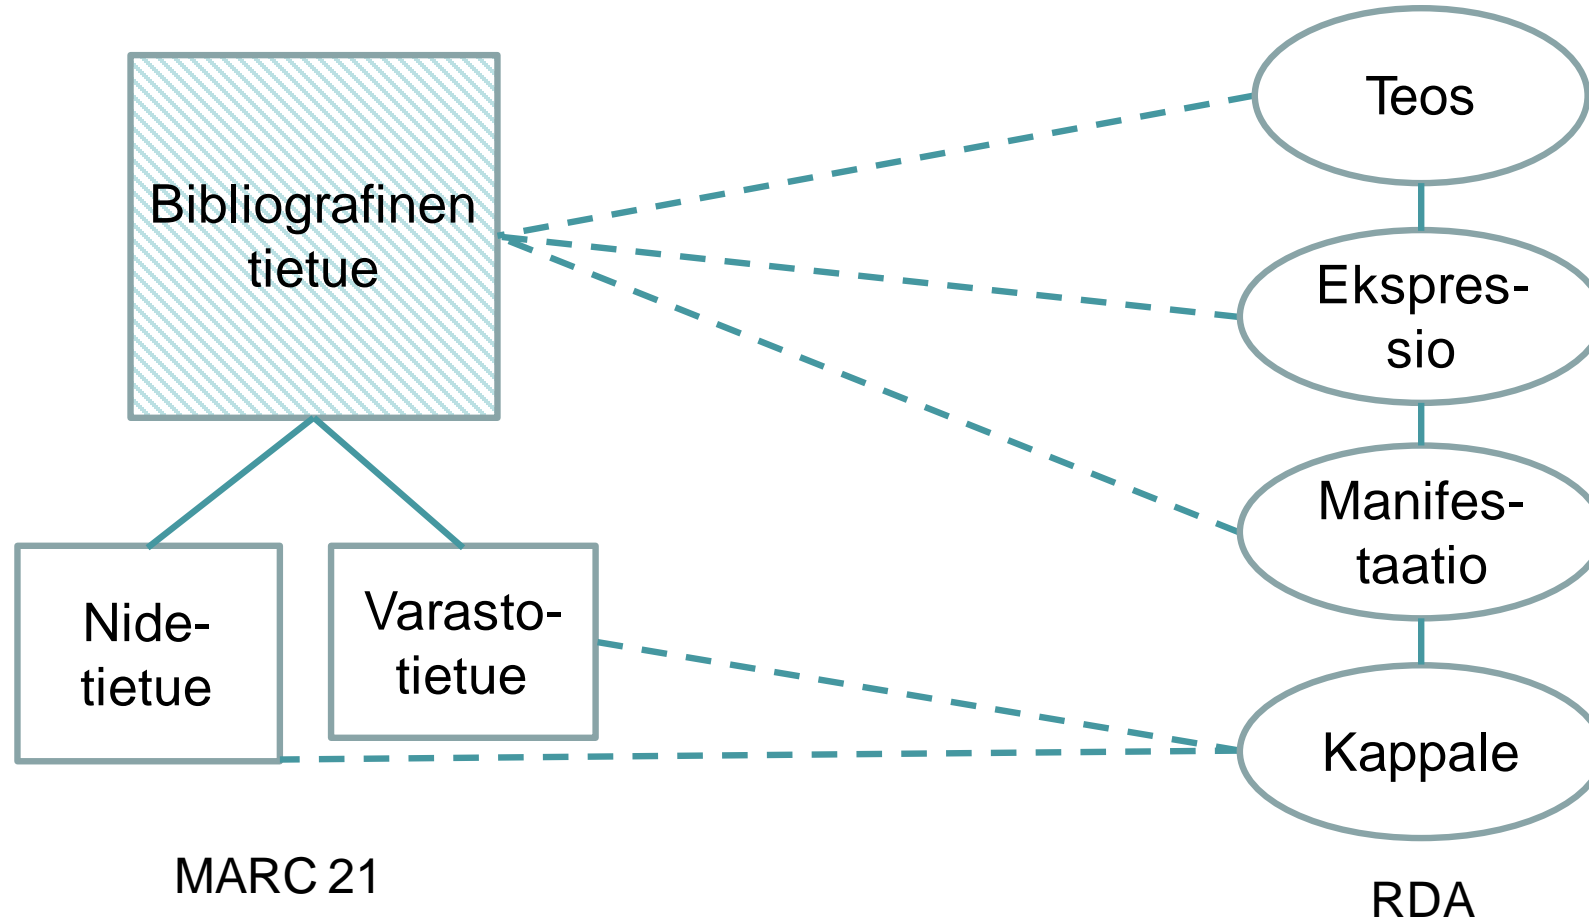 Bibliografinen
tietue
Nide-
tietue
Varasto-
tietue
MARC 21
Teos
Ekspres-
sio
Manifes-
taatio
Kappale
RDA